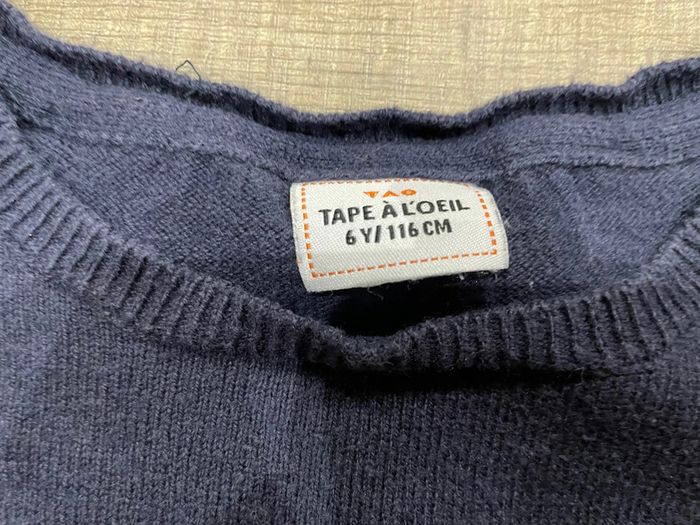 TAO
TAPE À L'OEIL
6 Y/116 CM